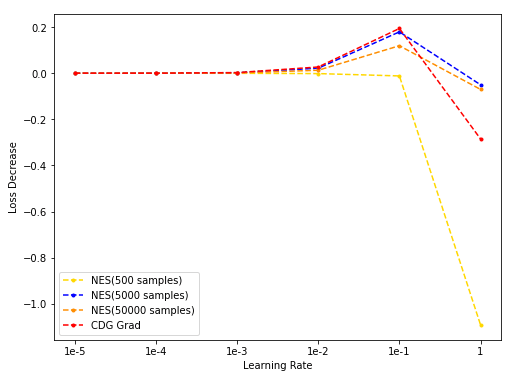 0.2
0.0
−0.2
−0.4
−0.6
−0.8
−1.0
Loss Decrease
NES(500 samples)
NES(5000 samples)
NES(50000 samples)
CDG Grad
1e-5 1e-4 1e-3 1e-2 1e-1 1
Learning Rate